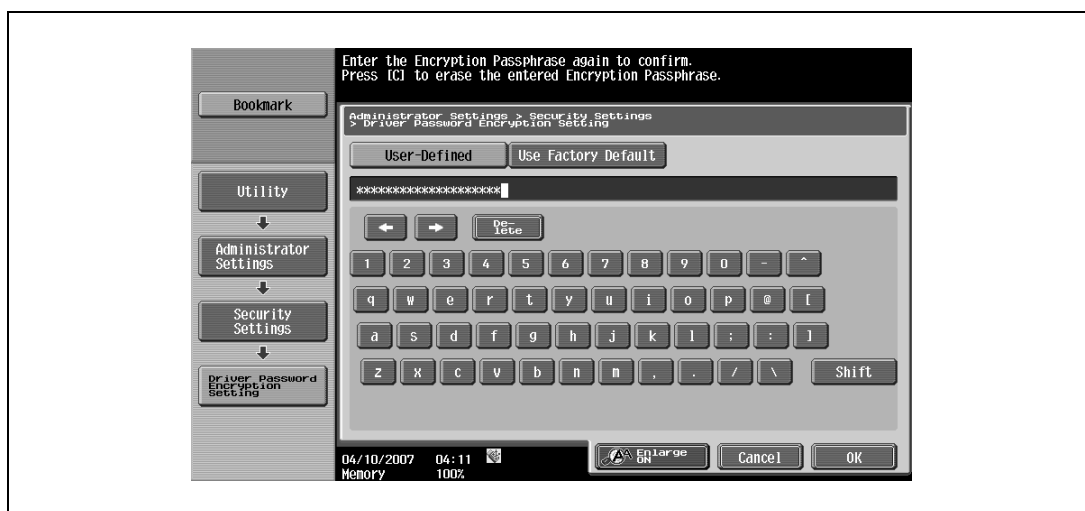 Enter the Encryption Passphrase again to confirm.
Press [C] to erase the entered Encryption Passphrase.
Bookmark
Administrator Settings > Security Settings
> Driver Password Encryption Setting
User-Defined
Use Factory Default
********************
Utility
Administrator
Settings
Security
Settings
Driver Password
Encryption
Setting
De-
lete
1 2 3 4 5 6 7 8 9 0 - ^
q w e r t y u i o p @ [
a s d f g h j k l ; : ]
z x c v b n m , . / \ Shift
04/10/2007 04:11
Memory 100%
Enlarge
ON
Cancel
OK